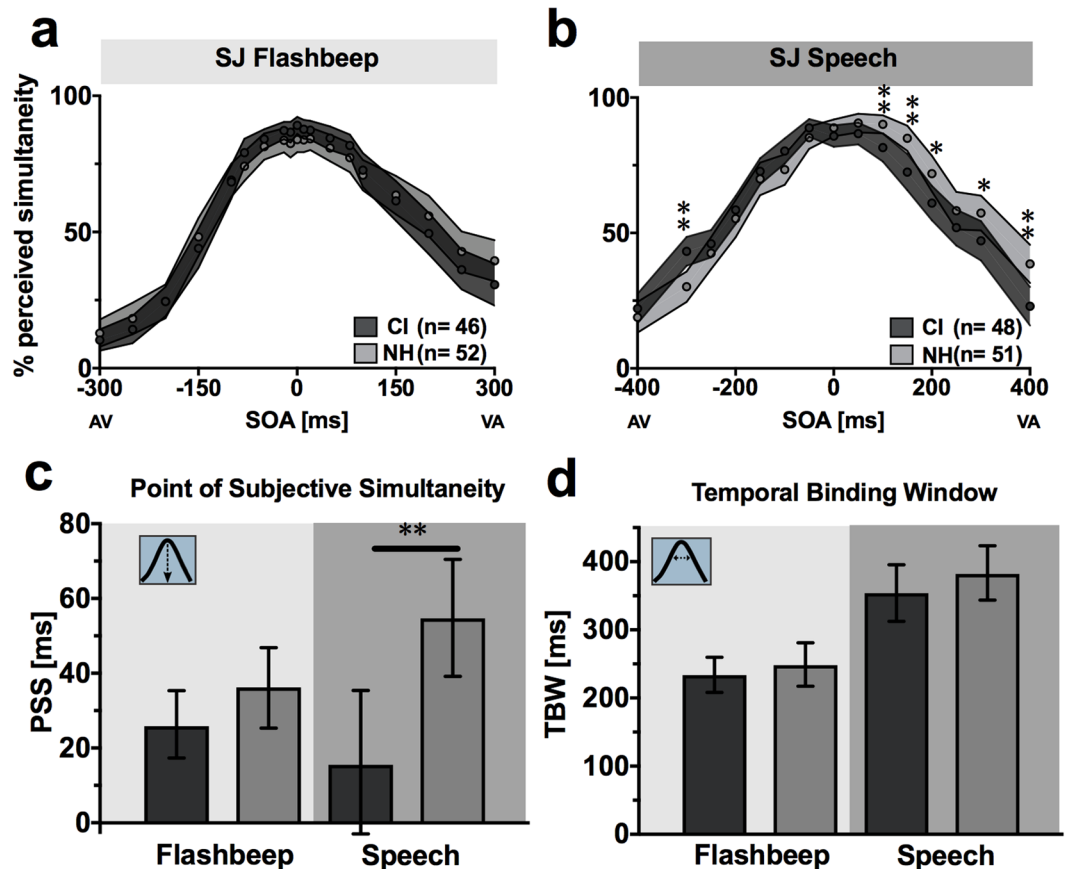 a
SJ Flashbeep
% perceived simultaneity
100
50
0
-300
-150
0
150
300
AV
SOA [ms]
VA
CI (n= 46)
NH (n= 52)
b
SJ Speech
100
50
0
-400
-200
0
200
400
AV
SOA [ms]
VA
**
**
**
*
*
**
CI (n= 48)
NH (n= 51)
c
Point of Subjective Simultaneity
PSS [ms]
80
60
40
20
0
**
Flashbeep
Speech
d
Temporal Binding Window
TBW [ms]
400
300
200
100
0
Flashbeep
Speech